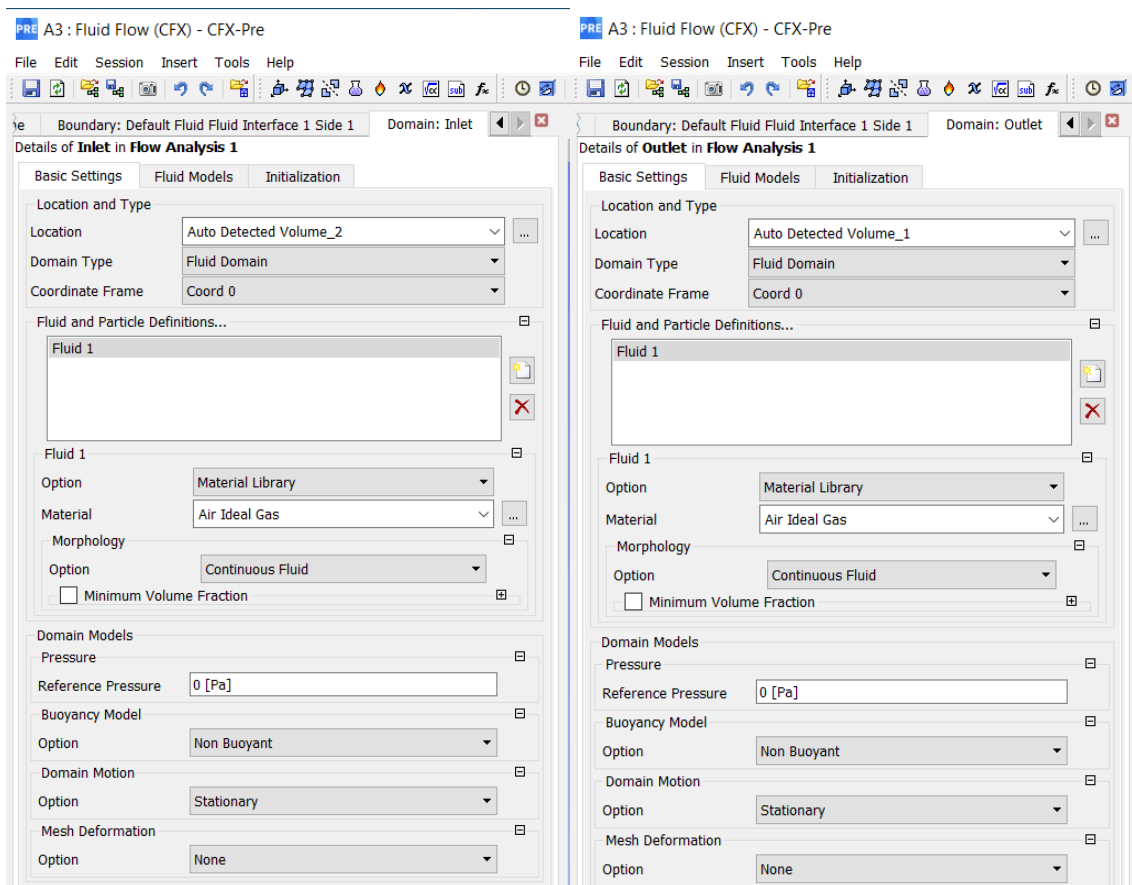 PRE A3 : Fluid Flow (CFX) - CFX-Pre
File Edit Session Insert Tools Help
Boundary: Default Fluid Fluid Interface 1 Side 1 Domain: Inlet
Details of Inlet in Flow Analysis 1
Basic Settings Fluid Models Initialization
Location and Type
Location Auto Detected Volume_2 ...
Domain Type Fluid Domain
Coordinate Frame Coord 0
Fluid and Particle Definitions...
Fluid 1
Fluid 1
Option Material Library
Material Air Ideal Gas ...
Morphology
Option Continuous Fluid
Minimum Volume Fraction
Domain Models
Pressure
Reference Pressure 0 [Pa]
Buoyancy Model
Option Non Buoyant
Domain Motion
Option Stationary
Mesh Deformation
Option None
PRE A3 : Fluid Flow (CFX) - CFX-Pre
File Edit Session Insert Tools Help
Boundary: Default Fluid Fluid Interface 1 Side 1 Domain: Outlet
Details of Outlet in Flow Analysis 1
Basic Settings Fluid Models Initialization
Location and Type
Location Auto Detected Volume_1 ...
Domain Type Fluid Domain
Coordinate Frame Coord 0
Fluid and Particle Definitions...
Fluid 1
Fluid 1
Option Material Library
Material Air Ideal Gas ...
Morphology
Option Continuous Fluid
Minimum Volume Fraction
Domain Models
Pressure
Reference Pressure 0 [Pa]
Buoyancy Model
Option Non Buoyant
Domain Motion
Option Stationary
Mesh Deformation
Option None